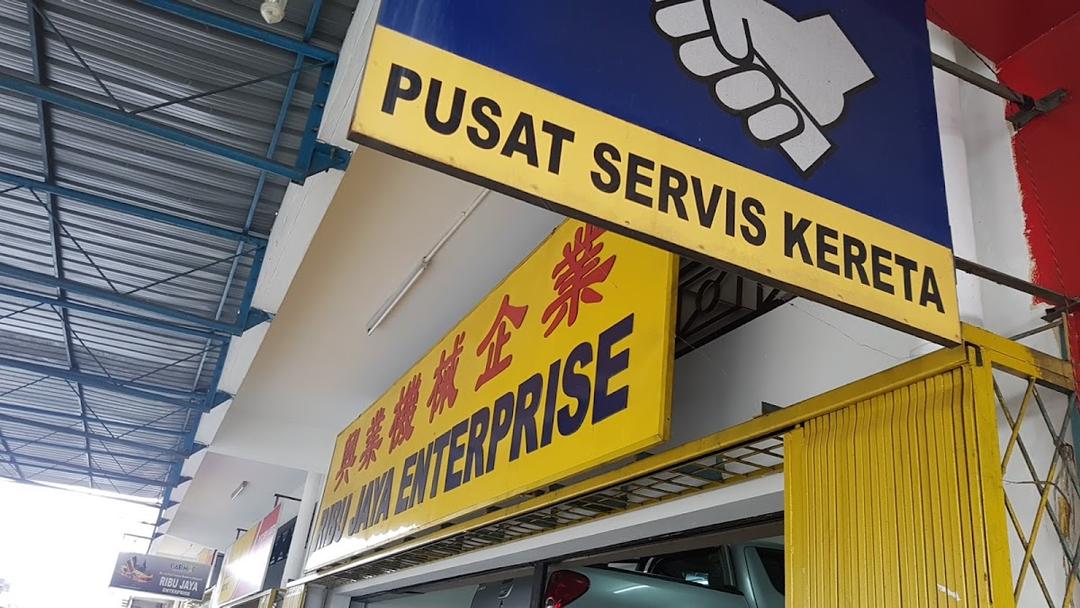 PUSAT SERVIS KERETA
興業機械企業
RIBU JAYA ENTERPRISE
RIBU JAYA
ENTERPRISE